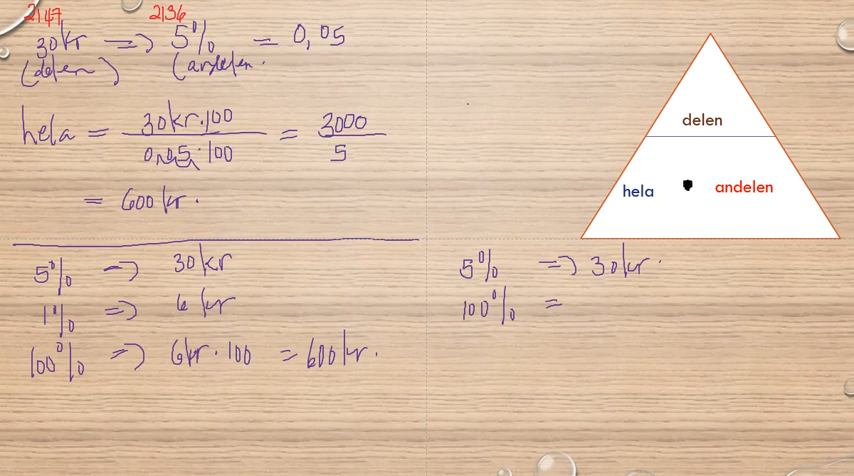 2147 2136
30kr => 5% = 0,05
(delen) (andelen.
hela = 30kr·100 / 0,05·100 = 3000 / 5
= 600kr.
5% => 30kr
1% => 6kr
100% => 6kr·100 = 600kr.
delen
hela · andelen
5% => 30kr.
100% =